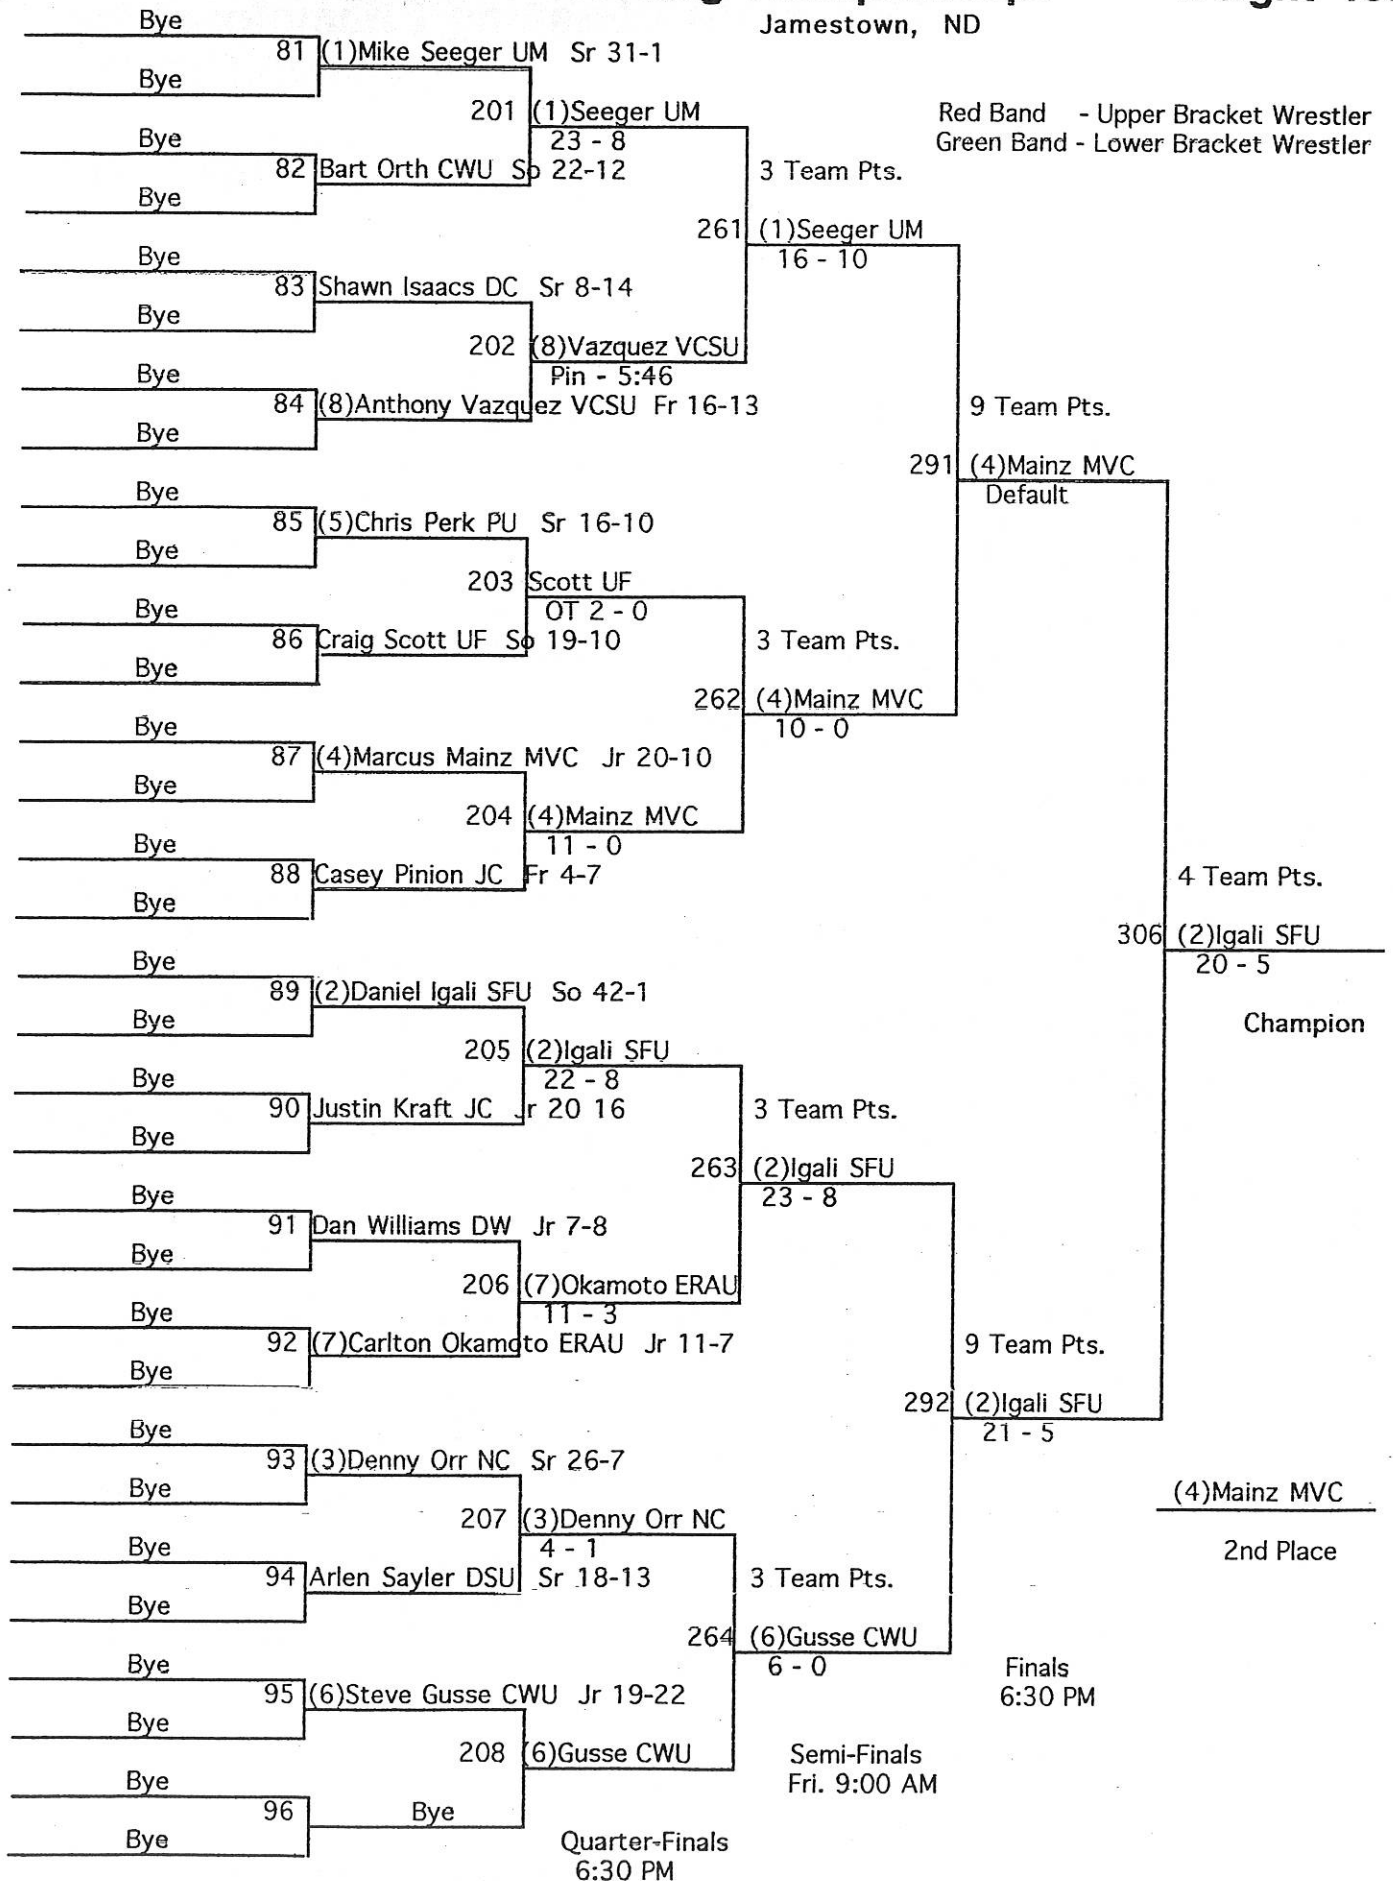 Jamestown, ND
Red Band - Upper Bracket Wrestler
Green Band - Lower Bracket Wrestler
Bye
81 (1)Mike Seeger UM Sr 31-1
Bye
201 (1)Seeger UM
23 - 8
Bye
82 Bart Orth CWU So 22-12
Bye
3 Team Pts.
261 (1)Seeger UM
16 - 10
Bye
83 Shawn Isaacs DC Sr 8-14
Bye
202 (8)Vazquez VCSU
Pin - 5:46
Bye
84 (8)Anthony Vazquez VCSU Fr 16-13
Bye
9 Team Pts.
291 (4)Mainz MVC
Default
Bye
85 (5)Chris Perk PU Sr 16-10
Bye
203 Scott UF
OT 2 - 0
Bye
86 Craig Scott UF So 19-10
Bye
3 Team Pts.
262 (4)Mainz MVC
10 - 0
Bye
87 (4)Marcus Mainz MVC Jr 20-10
Bye
204 (4)Mainz MVC
11 - 0
Bye
88 Casey Pinion JC Fr 4-7
Bye
4 Team Pts.
306 (2)Igali SFU
20 - 5
Champion
Bye
89 (2)Daniel Igali SFU So 42-1
Bye
205 (2)Igali SFU
22 - 8
Bye
90 Justin Kraft JC Jr 20 16
Bye
3 Team Pts.
263 (2)Igali SFU
23 - 8
Bye
91 Dan Williams DW Jr 7-8
Bye
206 (7)Okamoto ERAU
11 - 3
Bye
92 (7)Carlton Okamoto ERAU Jr 11-7
Bye
9 Team Pts.
292 (2)Igali SFU
21 - 5
Bye
93 (3)Denny Orr NC Sr 26-7
Bye
207 (3)Denny Orr NC
4 - 1
Bye
94 Arlen Sayler DSU Sr 18-13
Bye
3 Team Pts.
264 (6)Gusse CWU
6 - 0
(4)Mainz MVC
2nd Place
Bye
95 (6)Steve Gusse CWU Jr 19-22
Bye
208 (6)Gusse CWU
Bye
96 Bye
Bye
Quarter-Finals
6:30 PM
Semi-Finals
Fri. 9:00 AM
Finals
6:30 PM